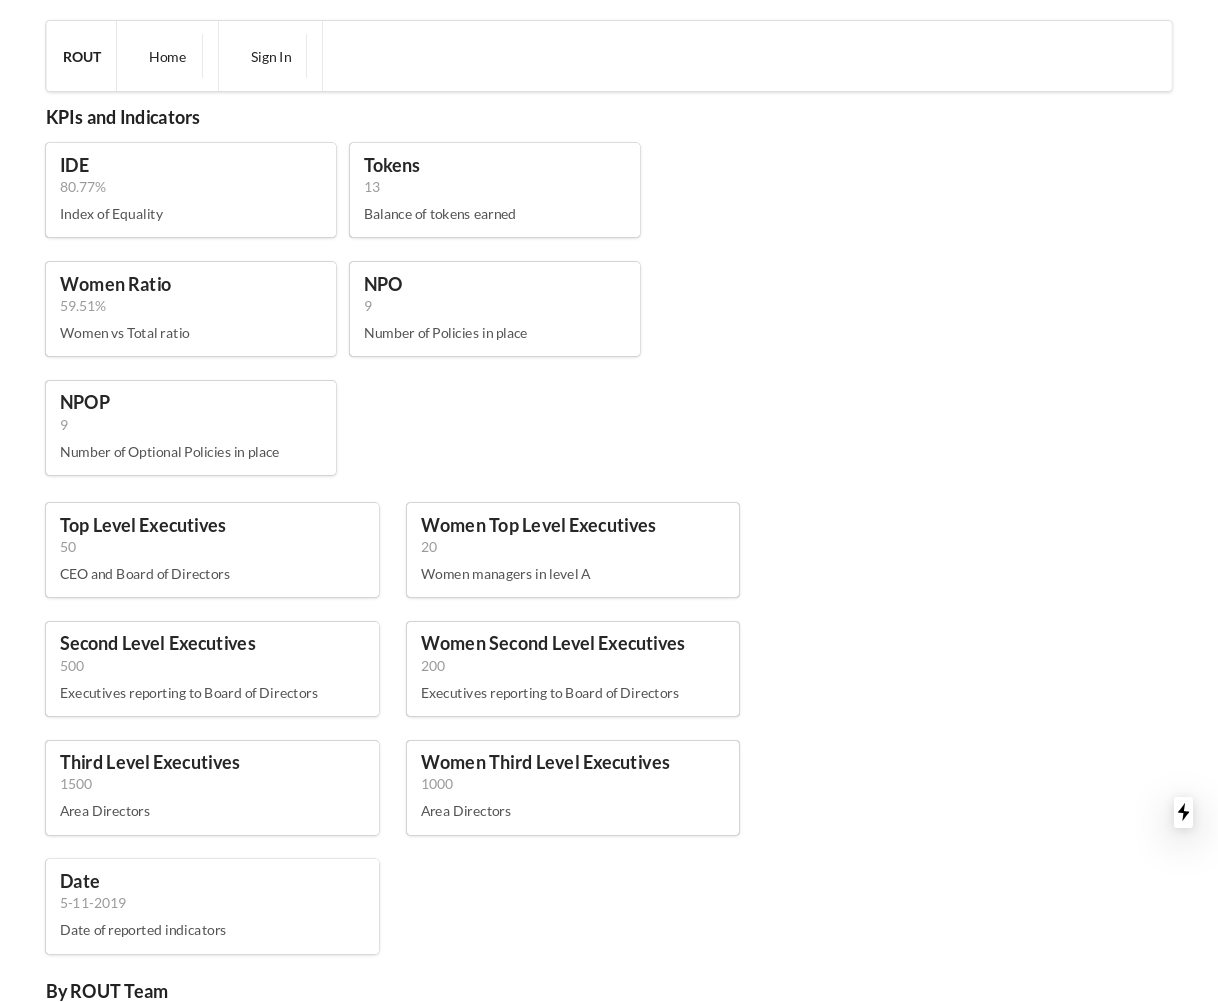 ROUT Home Sign In
KPIs and Indicators
IDE
80.77%
Index of Equality
Tokens
13
Balance of tokens earned
Women Ratio
59.51%
Women vs Total ratio
NPO
9
Number of Policies in place
NPOP
9
Number of Optional Policies in place
Top Level Executives
50
CEO and Board of Directors
Women Top Level Executives
20
Women managers in level A
Second Level Executives
500
Executives reporting to Board of Directors
Women Second Level Executives
200
Executives reporting to Board of Directors
Third Level Executives
1500
Area Directors
Women Third Level Executives
1000
Area Directors
Date
5-11-2019
Date of reported indicators
By ROUT Team